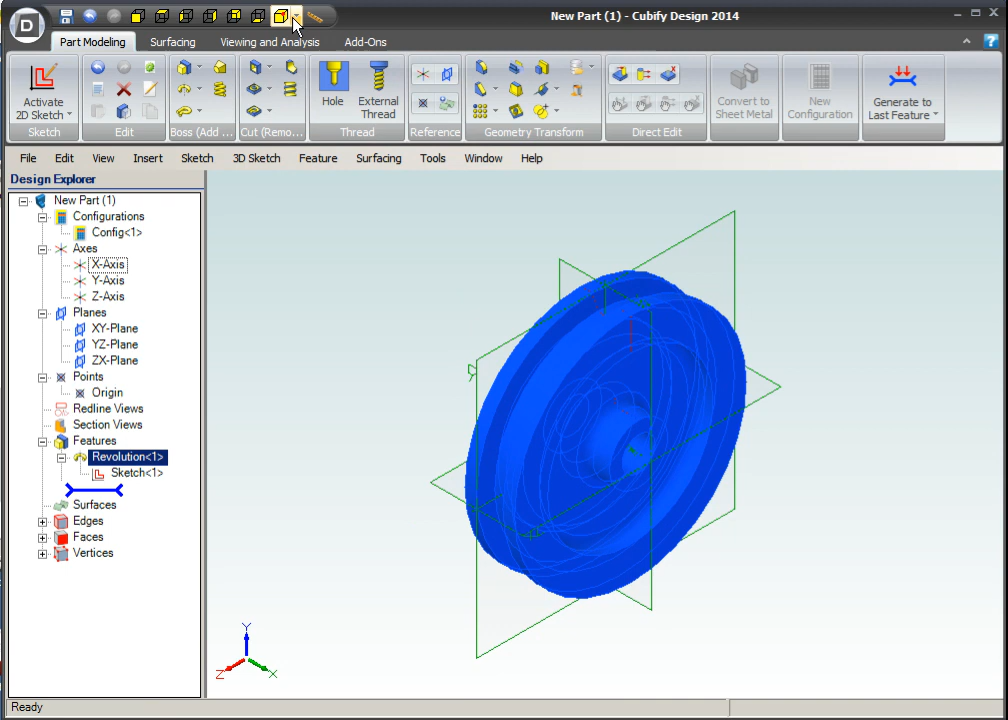 D
New Part (1) - Cubify Design 2014
Part Modeling Surfacing Viewing and Analysis Add-Ons
Activate 2D Sketch
Hole
External Thread
Convert to Sheet Metal
New Configuration
Generate to Last Feature
Sketch Edit Boss (Add ... Cut (Remo... Thread Reference Geometry Transform Direct Edit
File Edit View Insert Sketch 3D Sketch Feature Surfacing Tools Window Help
Design Explorer
New Part (1)
Configurations
Config<1>
Axes
X-Axis
Y-Axis
Z-Axis
Planes
XY-Plane
YZ-Plane
ZX-Plane
Points
Origin
Redline Views
Section Views
Features
Revolution<1>
Sketch<1>
Surfaces
Edges
Faces
Vertices
Y
Z
X
Ready